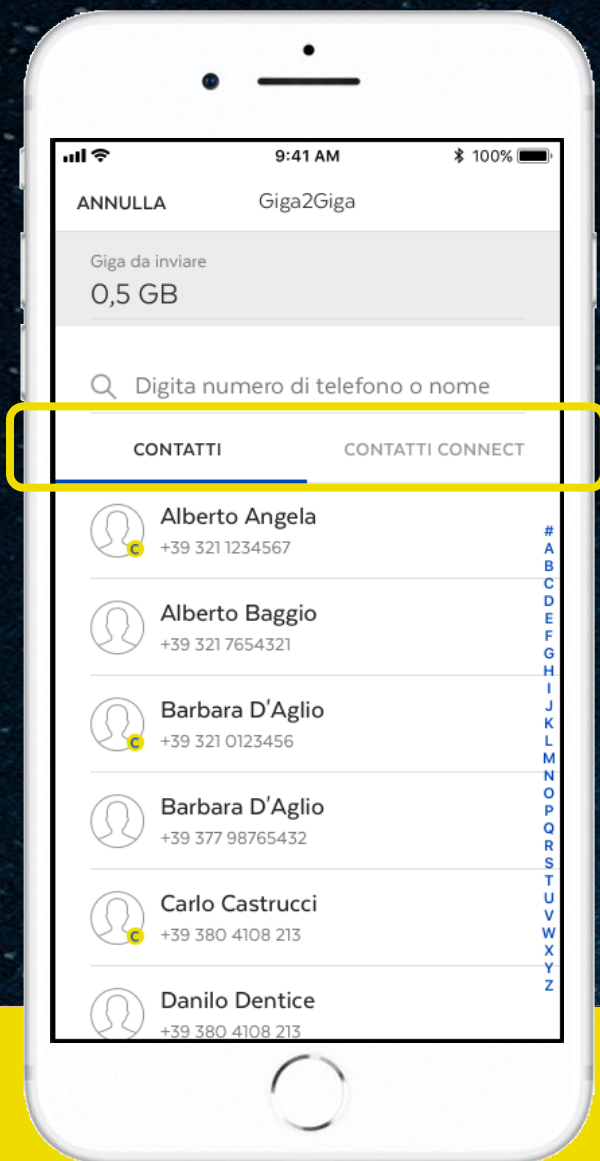 9:41 AM 100%
ANNULLA Giga2Giga
Giga da inviare
0,5 GB
Digita numero di telefono o nome
CONTATTI CONTATTI CONNECT
Alberto Angela
C +39 321 1234567
Alberto Baggio
+39 321 7654321
Barbara D'Aglio
C +39 321 0123456
Barbara D'Aglio
+39 377 98765432
Carlo Castrucci
C +39 380 4108 213
Danilo Dentice
+39 380 4108 213
#
A
B
C
D
E
F
G
H
I
J
K
L
M
N
O
P
Q
R
S
T
U
V
W
X
Y
Z